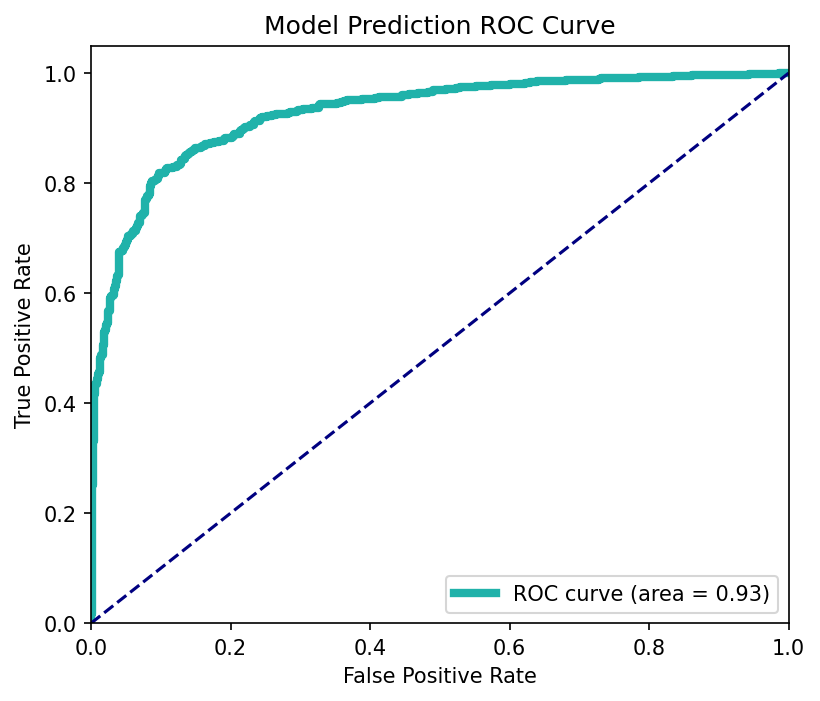 Model Prediction ROC Curve
1.0
0.8
0.6
0.4
0.2
0.0
True Positive Rate
ROC curve (area = 0.93)
0.0 0.2 0.4 0.6 0.8 1.0
False Positive Rate